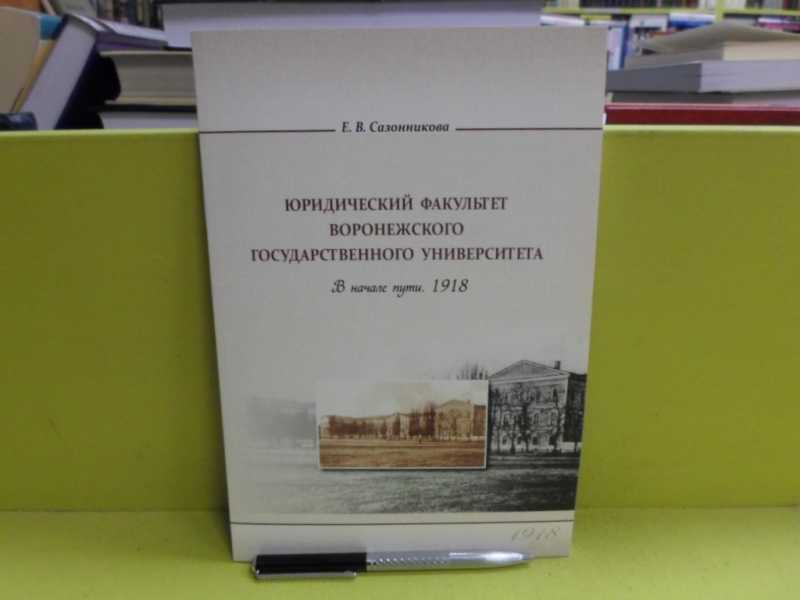 Е. В. Сазонникова
ЮРИДИЧЕСКИЙ ФАКУЛЬТЕТ
ВОРОНЕЖСКОГО
ГОСУДАРСТВЕННОГО УНИВЕРСИТЕТА
В начале пути. 1918
1918